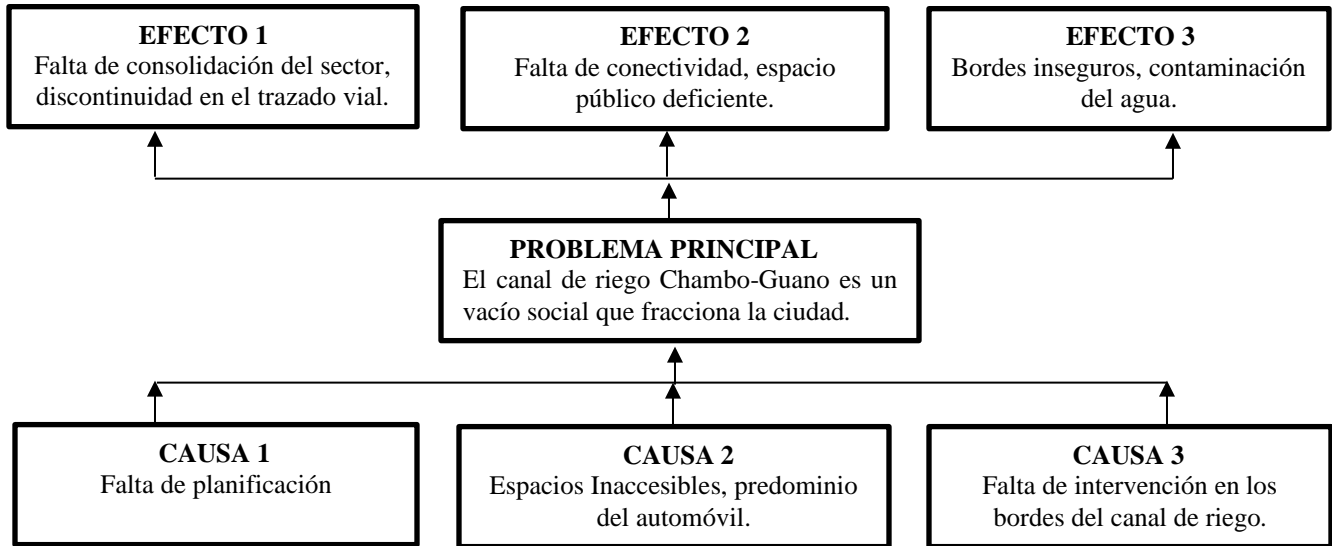 EFECTO 1
Falta de consolidación del sector,
discontinuidad en el trazado vial.
EFECTO 2
Falta de conectividad, espacio
público deficiente.
EFECTO 3
Bordes inseguros, contaminación
del agua.
PROBLEMA PRINCIPAL
El canal de riego Chambo-Guano es un
vacío social que fracciona la ciudad.
CAUSA 1
Falta de planificación
CAUSA 2
Espacios Inaccesibles, predominio
del automóvil.
CAUSA 3
Falta de intervención en los
bordes del canal de riego.